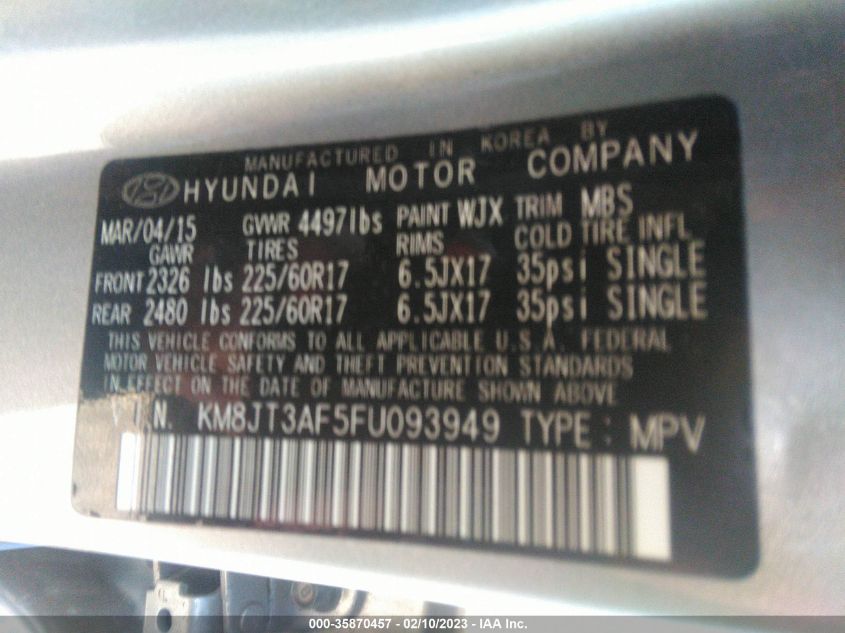 MANUFACTURED IN KOREA BY
HYUNDAI MOTOR COMPANY
MAR/04/15 GVWR 4497lbs PAINT WJX TRIM MBS
GAWR TIRES RIMS COLD TIRE INFL
FRONT 2326 lbs 225/60R17 6.5JX17 35psi SINGLE
REAR 2480 lbs 225/60R17 6.5JX17 35psi SINGLE
THIS VEHICLE CONFORMS TO ALL APPLICABLE U.S.A. FEDERAL
MOTOR VEHICLE SAFETY AND THEFT PREVENTION STANDARDS
IN EFFECT ON THE DATE OF MANUFACTURE SHOWN ABOVE
V.I.N. KM8JT3AF5FU093949 TYPE : MPV
000-35870457 - 02/10/2023 - IAA Inc.